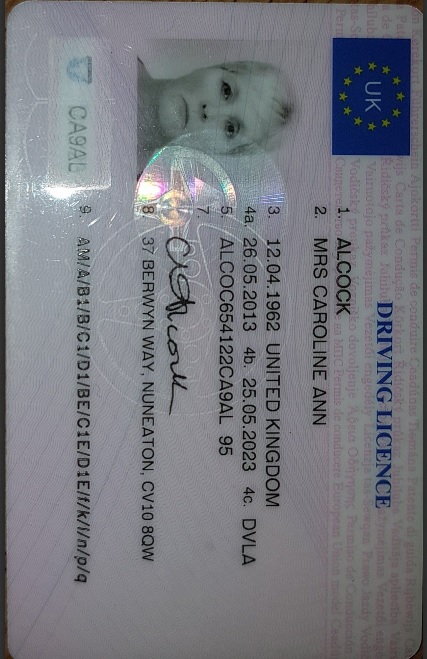 DRIVING LICENCE
UK
1. ALCOCK
2. MRS CAROLINE ANN
3. 12.04.1962 UNITED KINGDOM
4a. 26.05.2013 4b. 25.05.2023 4c. DVLA
5. ALCOC654122CA9AL 95
7.
8. 37 BERWYN WAY, NUNEATON, CV10 8QW
CA9AL
9. AM/A/B1/B/C1/D1/BE/C1E/D1E/f/k/l/n/p/q